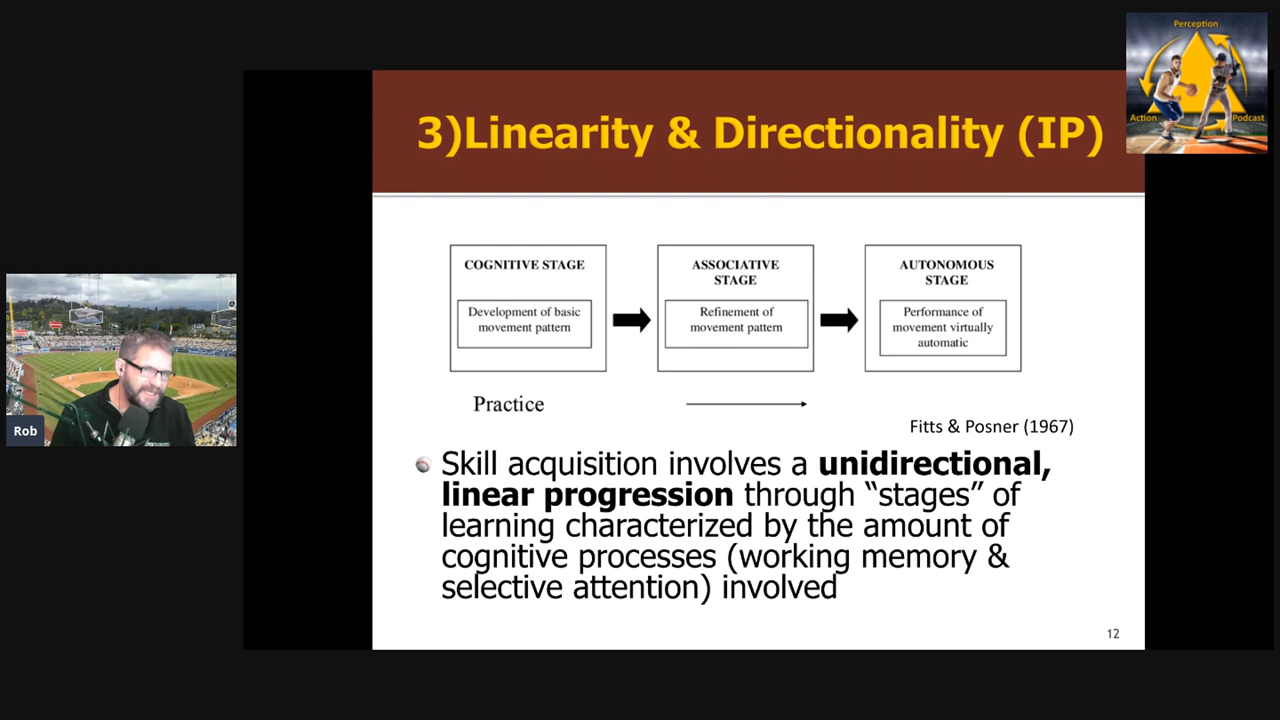 Perception
Action
Podcast
3)Linearity & Directionality (IP)
COGNITIVE STAGE
Development of basic
movement pattern
ASSOCIATIVE
STAGE
Refinement of
movement pattern
AUTONOMOUS
STAGE
Performance of
movement virtually
automatic
Practice
Fitts & Posner (1967)
Skill acquisition involves a unidirectional,
linear progression through “stages” of
learning characterized by the amount of
cognitive processes (working memory &
selective attention) involved
12
Rob